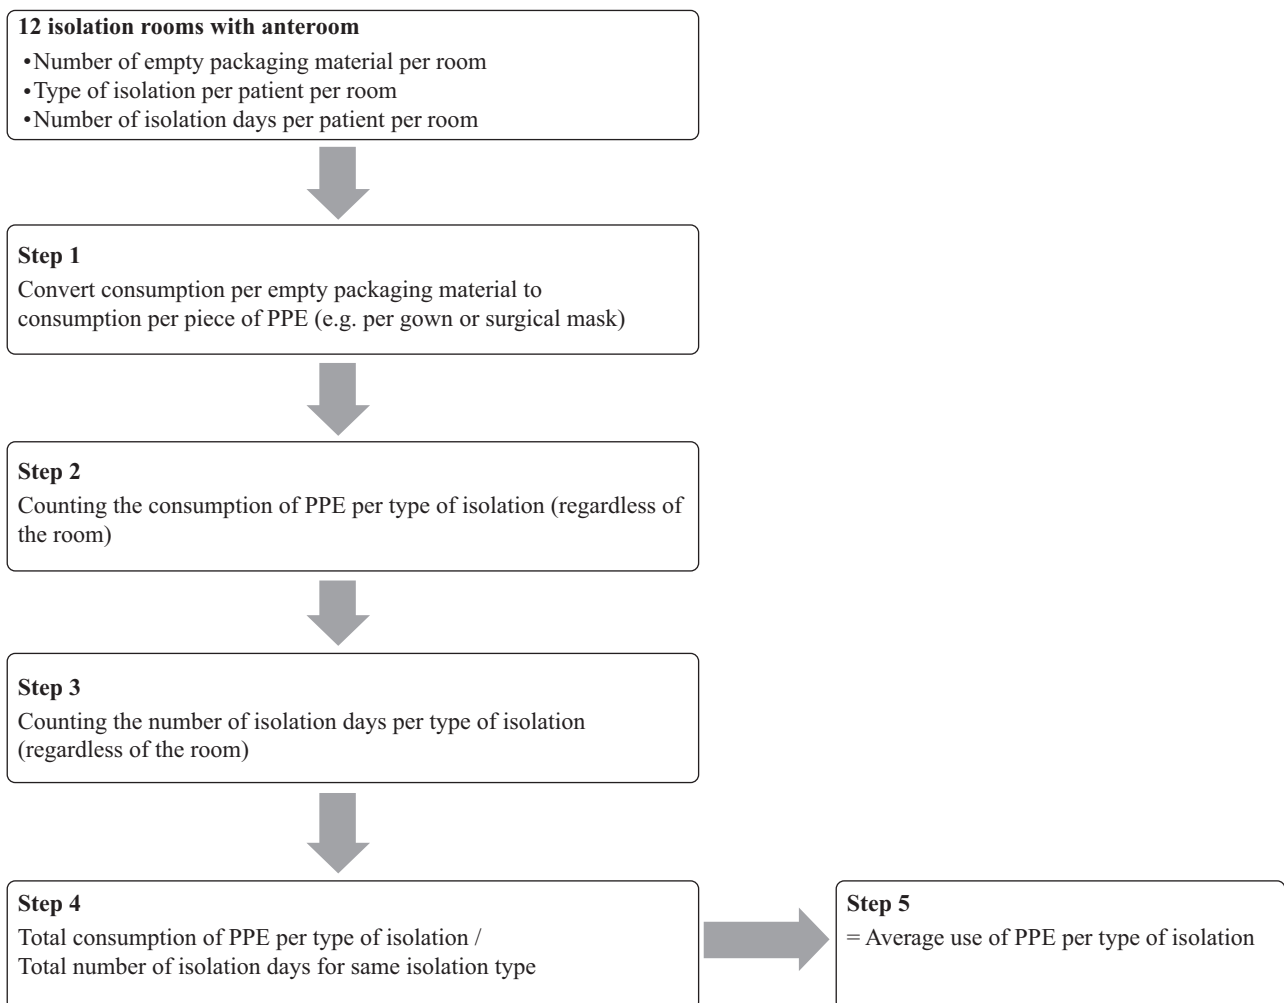 12 isolation rooms with anteroom
•Number of empty packaging material per room
•Type of isolation per patient per room
•Number of isolation days per patient per room
Step 1
Convert consumption per empty packaging material to
consumption per piece of PPE (e.g. per gown or surgical mask)
Step 2
Counting the consumption of PPE per type of isolation (regardless of
the room)
Step 3
Counting the number of isolation days per type of isolation
(regardless of the room)
Step 4
Total consumption of PPE per type of isolation /
Total number of isolation days for same isolation type
Step 5
= Average use of PPE per type of isolation